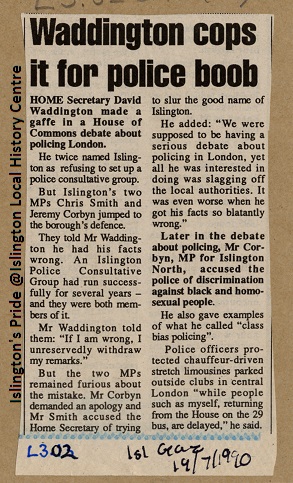 Waddington cops
it for police boob
HOME Secretary David
Waddington made a
gaffe in a House of
Commons debate about
policing London.
He twice named Isling-
ton as refusing to set up a
police consultative group.
But Islington's two
MPs Chris Smith and
Jeremy Corbyn jumped to
the borough's defence.
They told Mr Wadding-
ton he had his facts
wrong. An Islington
Police Consultative
Group had run success-
fully for several years –
and they were both mem-
bers of it.
Mr Waddington told
them: "If I am wrong, I
unreservedly withdraw
my remarks."
But the two MPs
remained furious about
the mistake. Mr Corbyn
demanded an apology and
Mr Smith accused the
Home Secretary of trying
to slur the good name of
Islington.
He added: "We were
supposed to be having a
serious debate about
policing in London, yet
all he was interested in
doing was slagging off
the local authorities. It
was even worse when he
got his facts so blatantly
wrong."
Later in the debate
about policing, Mr Cor-
byn, MP for Islington
North, accused the
police of discrimination
against black and homo-
sexual people.
He also gave examples
of what he called "class
bias policing".
Police officers pro-
tected chauffeur-driven
stretch limousines parked
outside clubs in central
London "while people
such as myself, returning
from the House on the 29
bus, are delayed," he said.
L3.02
Isl Gaz
19/7/1990
Islington's Pride @Islington Local History Centre